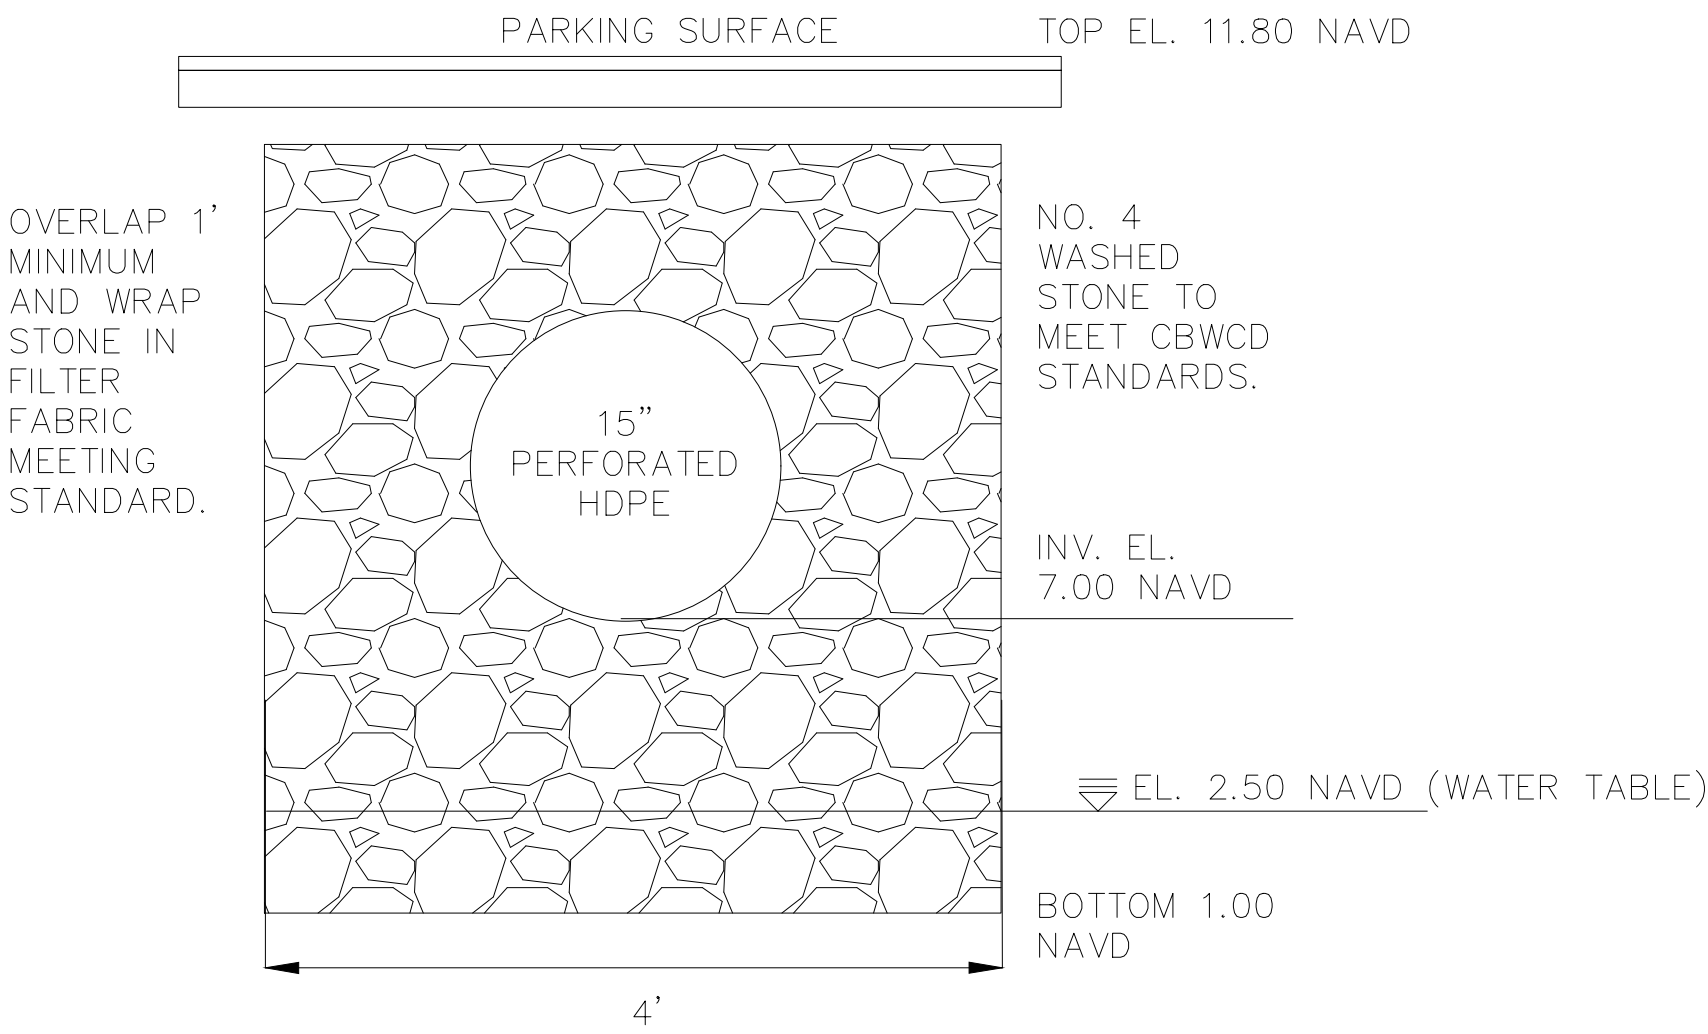 PARKING SURFACE
TOP EL. 11.80 NAVD
OVERLAP 1'
MINIMUM
AND WRAP
STONE IN
FILTER
FABRIC
MEETING
STANDARD.
NO. 4
WASHED
STONE TO
MEET CBWCD
STANDARDS.
15”
PERFORATED
HDPE
INV. EL.
7.00 NAVD
EL. 2.50 NAVD (WATER TABLE)
BOTTOM 1.00
NAVD
4'